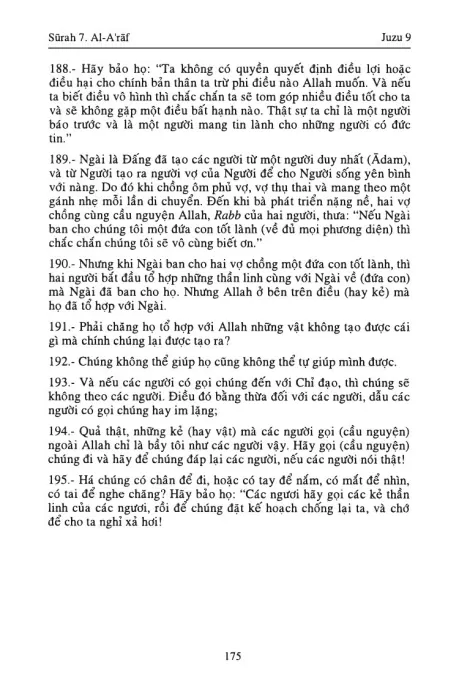 Sūrah 7. Al-A'rāf Juzu 9
188.- Hãy bảo họ: “Ta không có quyền quyết định điều lợi hoặc
điều hại cho chính bản thân ta trừ phi điều nào Allah muốn. Và nếu
ta biết điều vô hình thì chắc chắn ta sẽ tom góp nhiều điều tốt cho ta
và sẽ không gặp một điều bất hạnh nào. Thật sự ta chỉ là một người
báo trước và là một người mang tin lành cho những người có đức
tin.”
189.- Ngài là Đấng đã tạo các người từ một người duy nhất (Ādam),
và từ Người tạo ra người vợ của Người để cho Người sống yên bình
với nàng. Do đó khi chồng ôm phủ vợ, vợ thụ thai và mang theo một
gánh nhẹ mỗi lần di chuyển. Đến khi bà phát triển nặng nề, hai vợ
chồng cùng cầu nguyện Allah, Rabb của hai người, thưa: “Nếu Ngài
ban cho chúng tôi một đứa con tốt lành (về đủ mọi phương diện) thì
chắc chắn chúng tôi sẽ vô cùng biết ơn.”
190.- Nhưng khi Ngài ban cho hai vợ chồng một đứa con tốt lành, thì
hai người bắt đầu tổ hợp những thần linh cùng với Ngài về (đứa con)
mà Ngài đã ban cho họ. Nhưng Allah ở bên trên điều (hay kẻ) mà
họ đã tổ hợp với Ngài.
191.- Phải chăng họ tổ hợp với Allah những vật không tạo được cái
gì mà chính chúng lại được tạo ra?
192.- Chúng không thể giúp họ cũng không thể tự giúp mình được.
193.- Và nếu các người có gọi chúng đến với Chỉ đạo, thì chúng sẽ
không theo các người. Điều đó bằng thừa đối với các người, dẫu các
người có gọi chúng hay im lặng;
194.- Quả thật, những kẻ (hay vật) mà các người gọi (cầu nguyện)
ngoài Allah chỉ là bầy tôi như các người vậy. Hãy gọi (cầu nguyện)
chúng đi và hãy để chúng đáp lại các người, nếu các người nói thật!
195.- Há chúng có chân để đi, hoặc có tay để nắm, có mắt để nhìn,
có tai để nghe chăng? Hãy bảo họ: “Các ngươi hãy gọi các kẻ thần
linh của các ngươi, rồi để chúng đặt kế hoạch chống lại ta, và chớ
để cho ta nghỉ xả hơi!
175